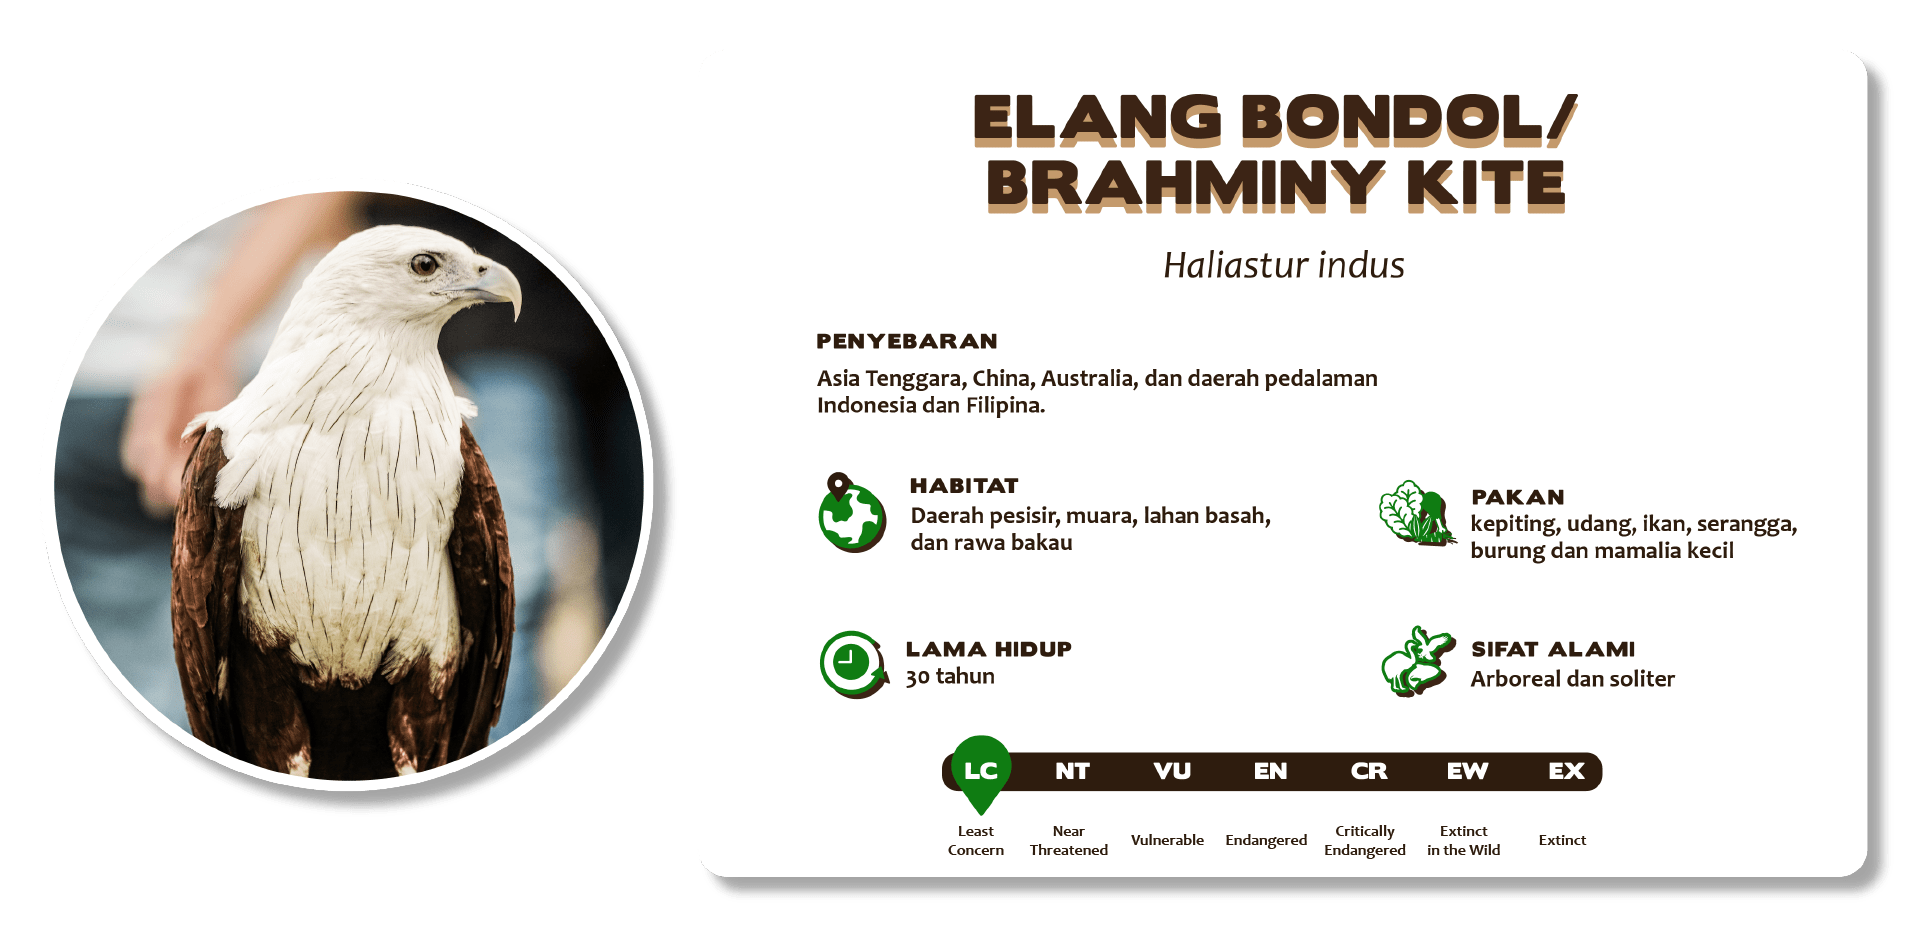 ELANG BONDOL/
BRAHMINY KITE
Haliastur indus
PENYEBARAN
Asia Tenggara, China, Australia, dan daerah pedalaman
Indonesia dan Filipina.
HABITAT
Daerah pesisir, muara, lahan basah,
dan rawa bakau
PAKAN
kepiting, udang, ikan, serangga,
burung dan mamalia kecil
LAMA HIDUP
30 tahun
SIFAT ALAMI
Arboreal dan soliter
LC NT VU EN CR EW EX
Least Concern
Near Threatened
Vulnerable
Endangered
Critically Endangered
Extinct in the Wild
Extinct